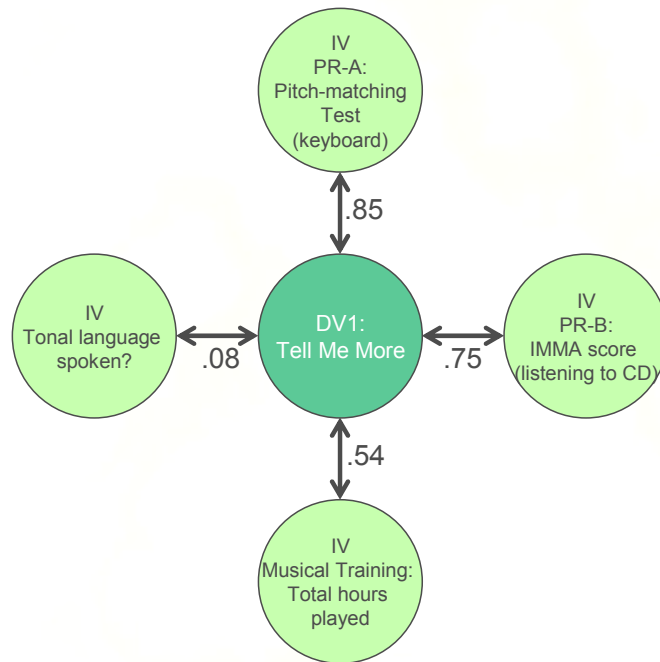 IV
PR-A:
Pitch-matching
Test
(keyboard)
.85
IV
Tonal language
spoken?
.08
DV1:
Tell Me More
.75
IV
PR-B:
IMMA score
(listening to CD)
.54
IV
Musical Training:
Total hours
played